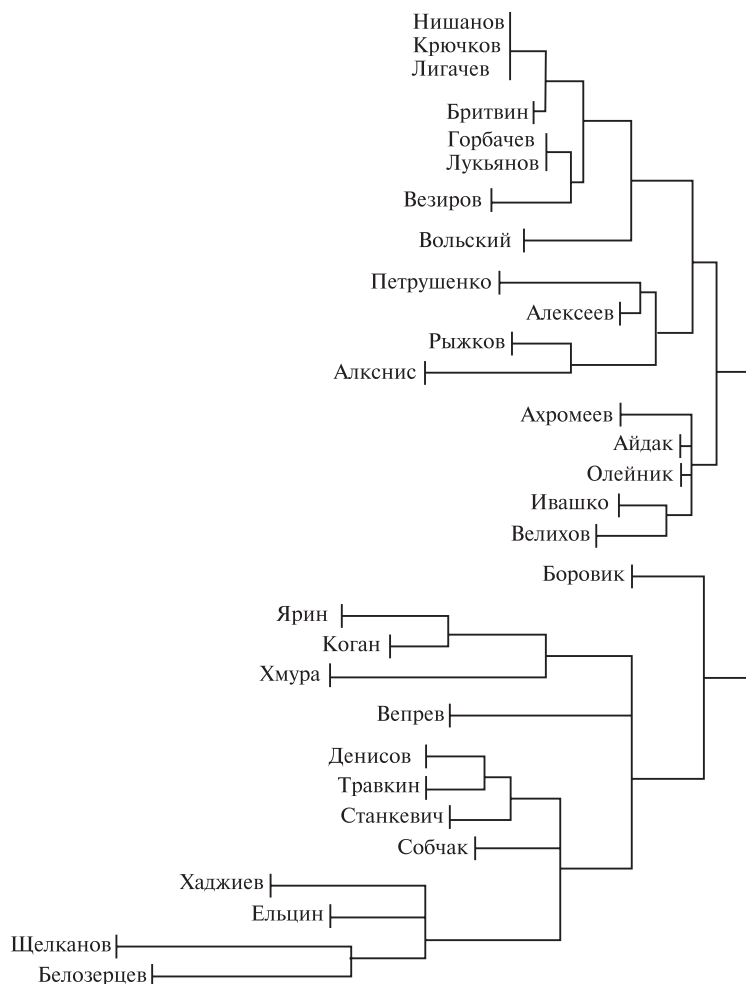 Нишанов
Крючков
Лигачев
Бритвин
Горбачев
Лукьянов
Везиров
Вольский
Петрушенко
Алексеев
Рыжков
Алкснис
Ахромеев
Айдак
Олейник
Ивашко
Велихов
Боровик
Ярин
Коган
Хмура
Вепрев
Денисов
Травкин
Станкевич
Собчак
Хаджиев
Ельцин
Щелканов
Белозерцев